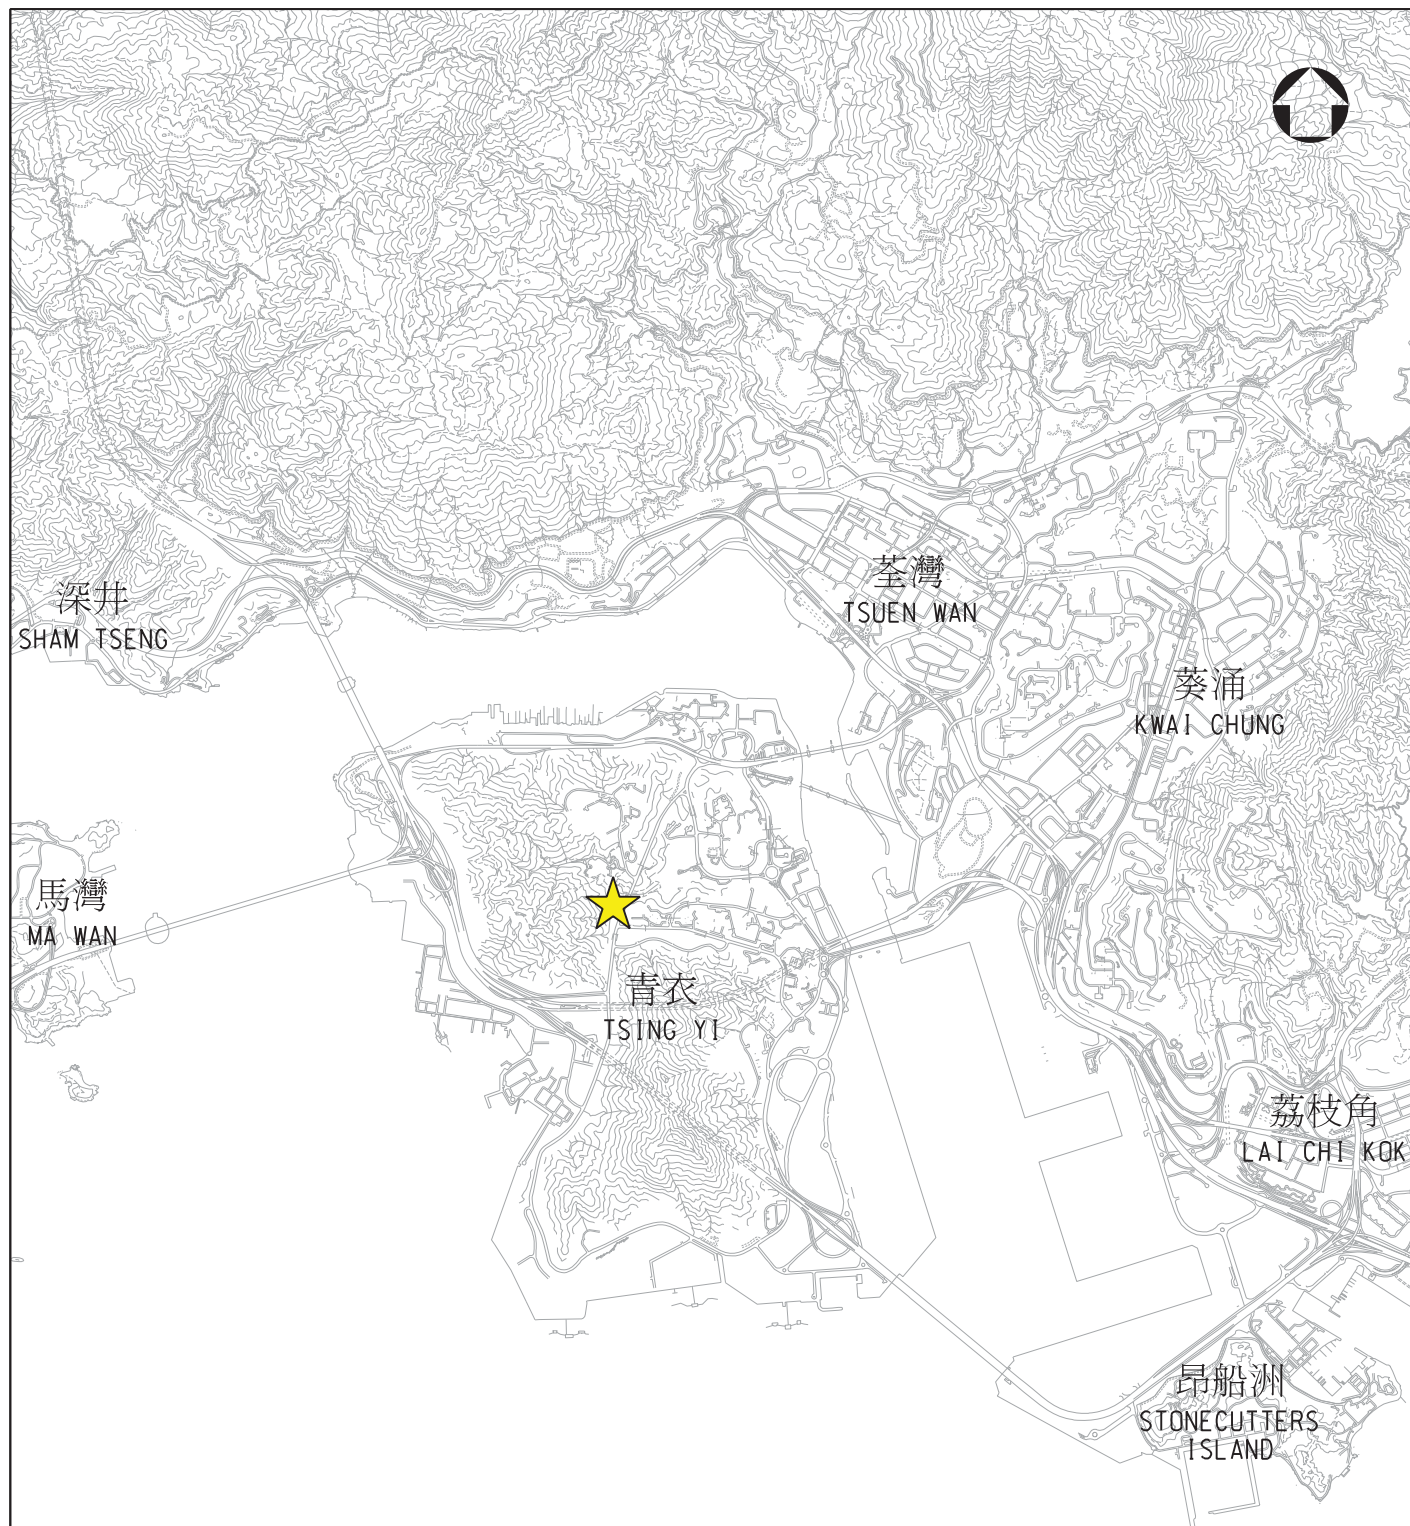 荃灣
TSUEN WAN
深井
SHAM TSENG
葵涌
KWAI CHUNG
馬灣
MA WAN
青衣
TSING YI
荔枝角
LAI CHI KOK
昂船洲
STONECUTTERS
ISLAND